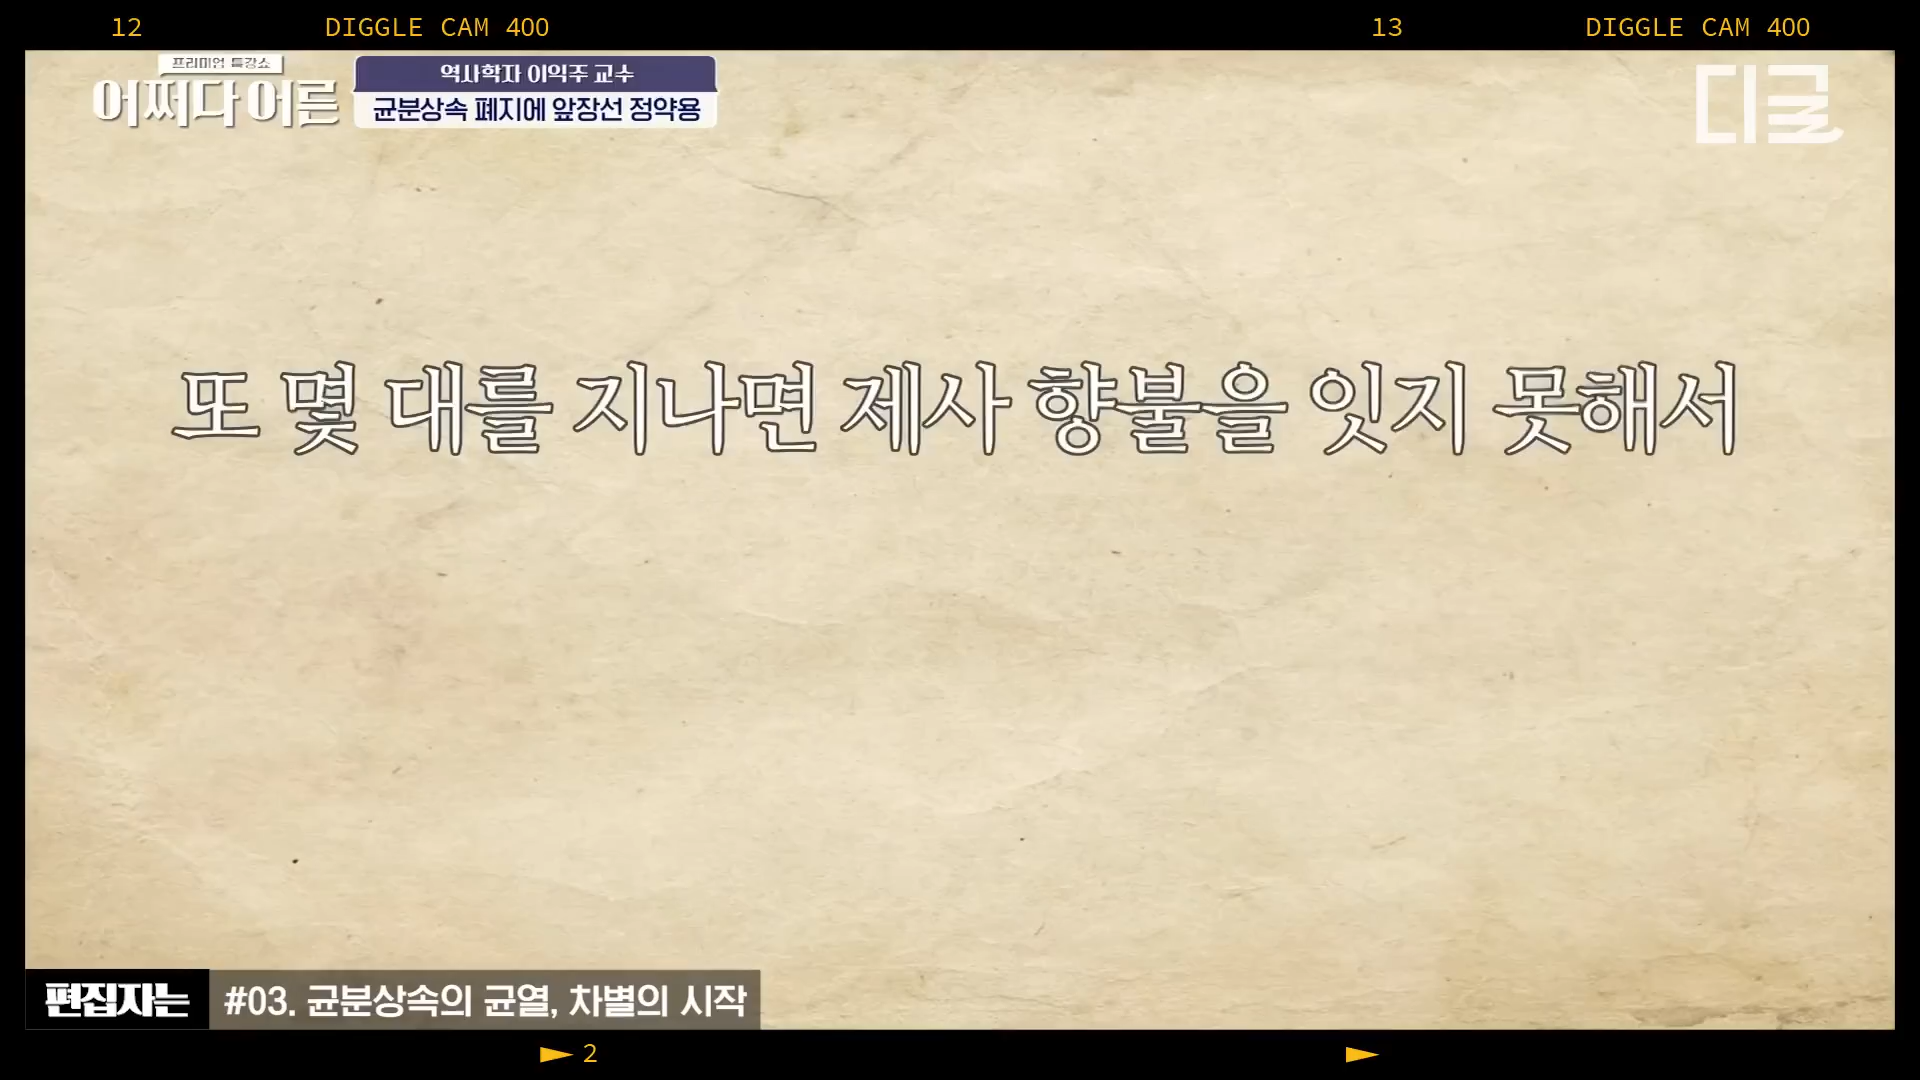 12 DIGGLE CAM 400 13 DIGGLE CAM 400
프리미엄 특강쇼
어쩌다 어른
역사학자 이익주 교수
균분상속 폐지에 앞장선 정약용
디글
또 몇 대를 지나면 제사 향불을 잇지 못해서
편집자는 #03. 균분상속의 균열, 차별의 시작
2